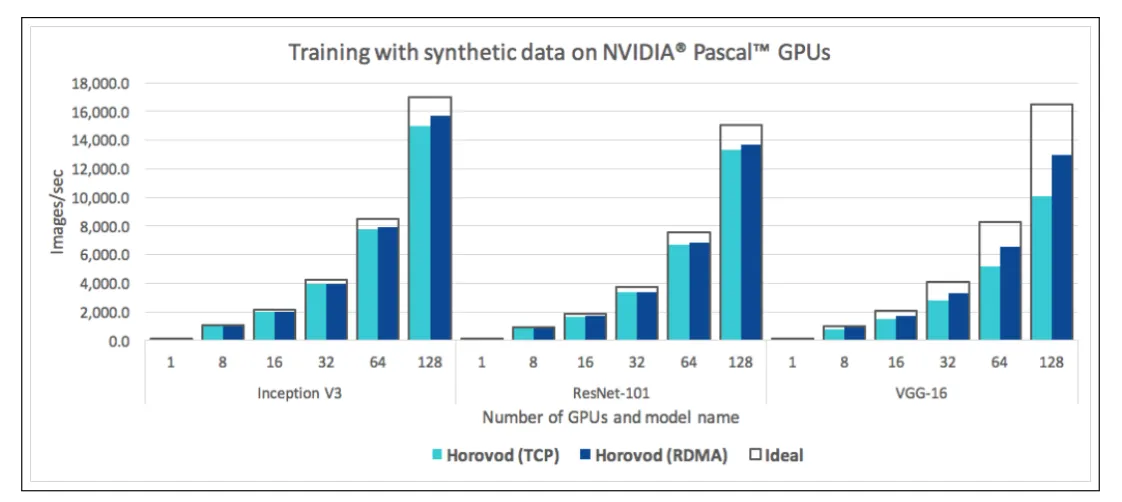 Training with synthetic data on NVIDIA® Pascal™ GPUs
18,000.0
16,000.0
14,000.0
12,000.0
10,000.0
8,000.0
6,000.0
4,000.0
2,000.0
0.0
Images/sec
1 8 16 32 64 128 1 8 16 32 64 128 1 8 16 32 64 128
Inception V3 ResNet-101 VGG-16
Number of GPUs and model name
Horovod (TCP) Horovod (RDMA) Ideal